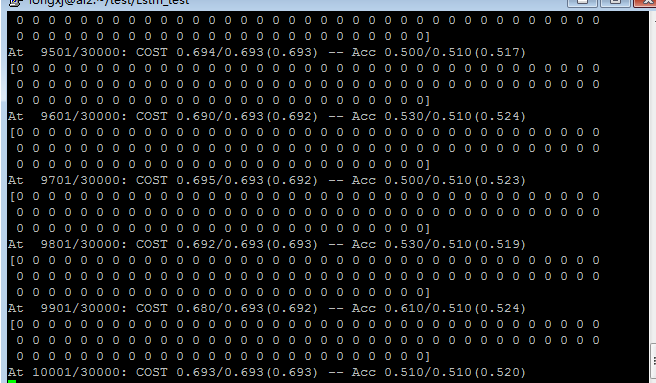 longxj@ai2:~/test/Lstm_test
0 0 0 0 0 0 0 0 0 0 0 0 0 0 0 0 0 0 0 0 0 0 0 0 0 0 0 0 0 0 0 0 0 0 0 0 0
0 0 0 0 0 0 0 0 0 0 0 0 0 0 0 0 0 0 0 0 0 0 0 0 0 0]
At  9501/30000: COST 0.694/0.693(0.693) -- Acc 0.500/0.510(0.517)
[0 0 0 0 0 0 0 0 0 0 0 0 0 0 0 0 0 0 0 0 0 0 0 0 0 0 0 0 0 0 0 0 0 0 0 0 0
0 0 0 0 0 0 0 0 0 0 0 0 0 0 0 0 0 0 0 0 0 0 0 0 0 0 0 0 0 0 0 0 0 0 0 0 0
0 0 0 0 0 0 0 0 0 0 0 0 0 0 0 0 0 0 0 0 0 0 0 0 0 0]
At  9601/30000: COST 0.690/0.693(0.692) -- Acc 0.530/0.510(0.524)
[0 0 0 0 0 0 0 0 0 0 0 0 0 0 0 0 0 0 0 0 0 0 0 0 0 0 0 0 0 0 0 0 0 0 0 0 0
0 0 0 0 0 0 0 0 0 0 0 0 0 0 0 0 0 0 0 0 0 0 0 0 0 0 0 0 0 0 0 0 0 0 0 0 0
0 0 0 0 0 0 0 0 0 0 0 0 0 0 0 0 0 0 0 0 0 0 0 0 0 0]
At  9701/30000: COST 0.695/0.693(0.692) -- Acc 0.500/0.510(0.523)
[0 0 0 0 0 0 0 0 0 0 0 0 0 0 0 0 0 0 0 0 0 0 0 0 0 0 0 0 0 0 0 0 0 0 0 0 0
0 0 0 0 0 0 0 0 0 0 0 0 0 0 0 0 0 0 0 0 0 0 0 0 0 0 0 0 0 0 0 0 0 0 0 0 0
0 0 0 0 0 0 0 0 0 0 0 0 0 0 0 0 0 0 0 0 0 0 0 0 0 0]
At  9801/30000: COST 0.692/0.693(0.693) -- Acc 0.530/0.510(0.519)
[0 0 0 0 0 0 0 0 0 0 0 0 0 0 0 0 0 0 0 0 0 0 0 0 0 0 0 0 0 0 0 0 0 0 0 0 0
0 0 0 0 0 0 0 0 0 0 0 0 0 0 0 0 0 0 0 0 0 0 0 0 0 0 0 0 0 0 0 0 0 0 0 0 0
0 0 0 0 0 0 0 0 0 0 0 0 0 0 0 0 0 0 0 0 0 0 0 0 0 0]
At  9901/30000: COST 0.680/0.693(0.692) -- Acc 0.610/0.510(0.524)
[0 0 0 0 0 0 0 0 0 0 0 0 0 0 0 0 0 0 0 0 0 0 0 0 0 0 0 0 0 0 0 0 0 0 0 0 0
0 0 0 0 0 0 0 0 0 0 0 0 0 0 0 0 0 0 0 0 0 0 0 0 0 0 0 0 0 0 0 0 0 0 0 0 0
0 0 0 0 0 0 0 0 0 0 0 0 0 0 0 0 0 0 0 0 0 0 0 0 0 0]
At 10001/30000: COST 0.693/0.693(0.693) -- Acc 0.510/0.510(0.520)